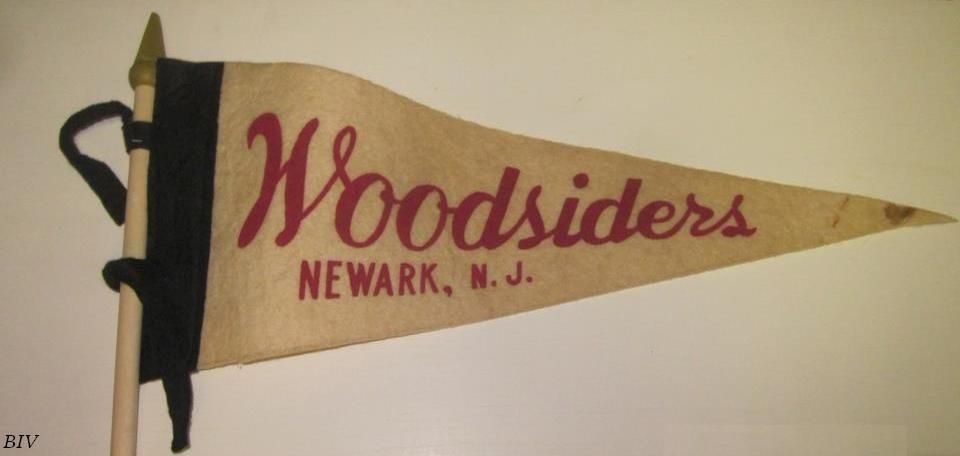 Woodsiders
NEWARK, N. J.
BIV